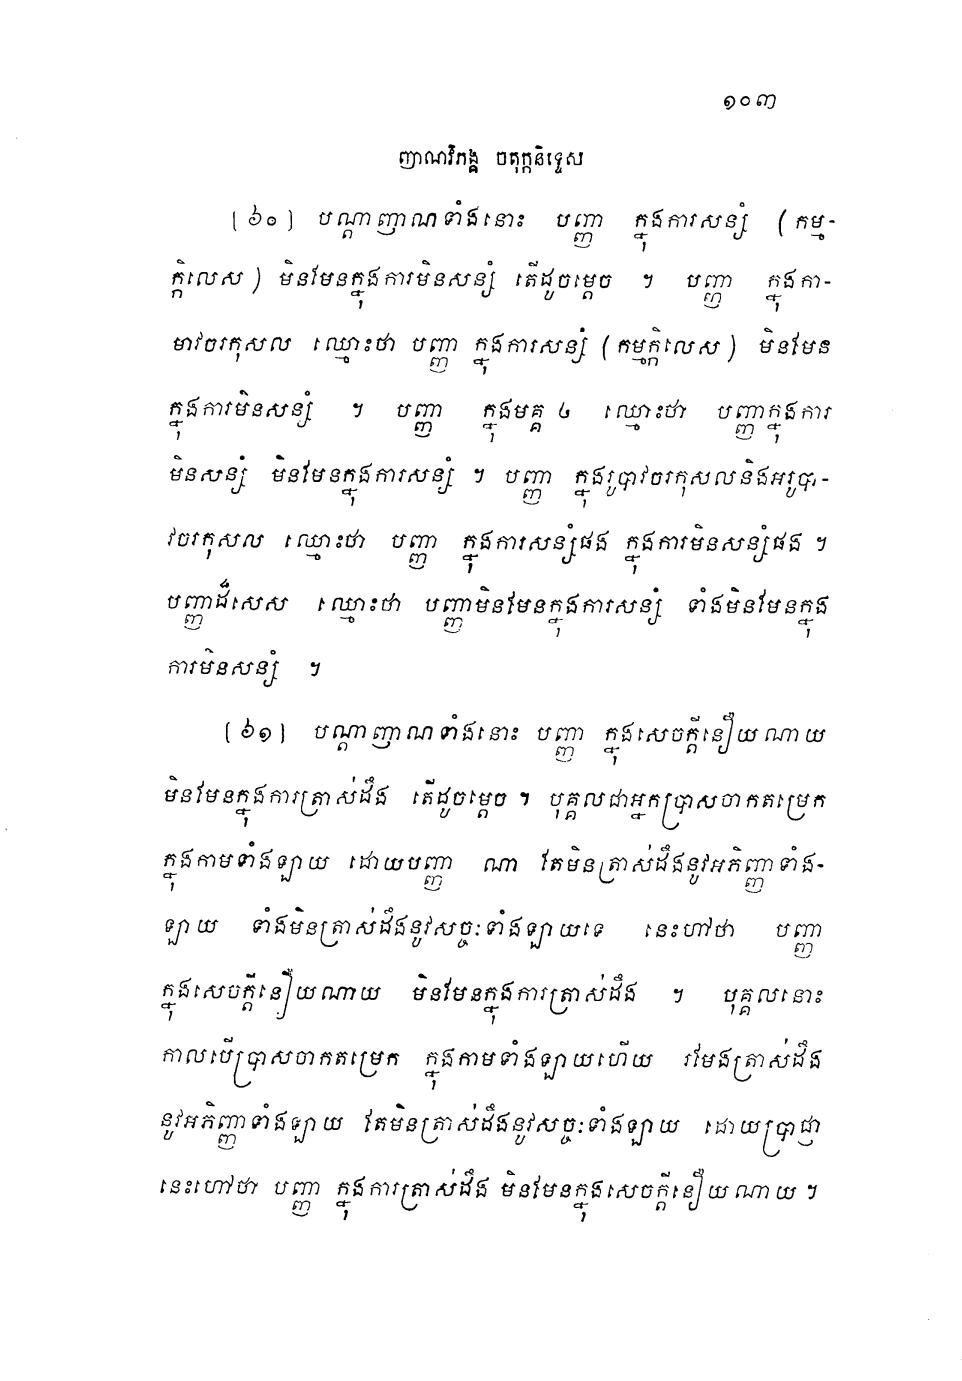 ១០៣
ញាណវិភង្គ ចតុក្កនិទ្ទេស
[៦០] បណ្តាញាណទាំងនោះ បញ្ញា ក្នុងការសន្សំ (កម្ម-
ក្កិលេស) មិនមែនក្នុងការមិនសន្សំ តើដូចម្តេច ។ បញ្ញា ក្នុងកា-
មាវចរកុសល ឈ្មោះថា បញ្ញា ក្នុងការសន្សំ (កម្មក្កិលេស) មិនមែន
ក្នុងការមិនសន្សំ ។ បញ្ញា ក្នុងមគ្គ ៤ ឈ្មោះថា បញ្ញាក្នុងការ
មិនសន្សំ មិនមែនក្នុងការសន្សំ ។ បញ្ញា ក្នុងរូបាវចរកុសលនិងអរូបា-
វចរកុសល ឈ្មោះថា បញ្ញា ក្នុងការសន្សំផង ក្នុងការមិនសន្សំផង ។
បញ្ញាដ៏សេស ឈ្មោះថា បញ្ញាមិនមែនក្នុងការសន្សំ ទាំងមិនមែនក្នុង
ការមិនសន្សំ ។
[៦១] បណ្តាញាណទាំងនោះ បញ្ញា ក្នុងសេចក្តីនឿយណាយ
មិនមែនក្នុងការត្រាស់ដឹង តើដូចម្តេច ។ បុគ្គលជាអ្នកប្រាសចាកតម្រេក
ក្នុងកាមទាំងឡាយ ដោយបញ្ញា ណា តែមិនត្រាស់ដឹងនូវអភិញ្ញាទាំង-
ឡាយ ទាំងមិនត្រាស់ដឹងនូវសច្ចៈទាំងឡាយទេ នេះហៅថា បញ្ញា
ក្នុងសេចក្តីនឿយណាយ មិនមែនក្នុងការត្រាស់ដឹង ។ បុគ្គលនោះ
កាលបើប្រាសចាកតម្រេក ក្នុងកាមទាំងឡាយហើយ រមែងត្រាស់ដឹង
នូវអភិញ្ញាទាំងឡាយ តែមិនត្រាស់ដឹងនូវសច្ចៈទាំងឡាយ ដោយប្រាជ្ញា
នេះហៅថា បញ្ញា ក្នុងការត្រាស់ដឹង មិនមែនក្នុងសេចក្តីនឿយណាយ ។